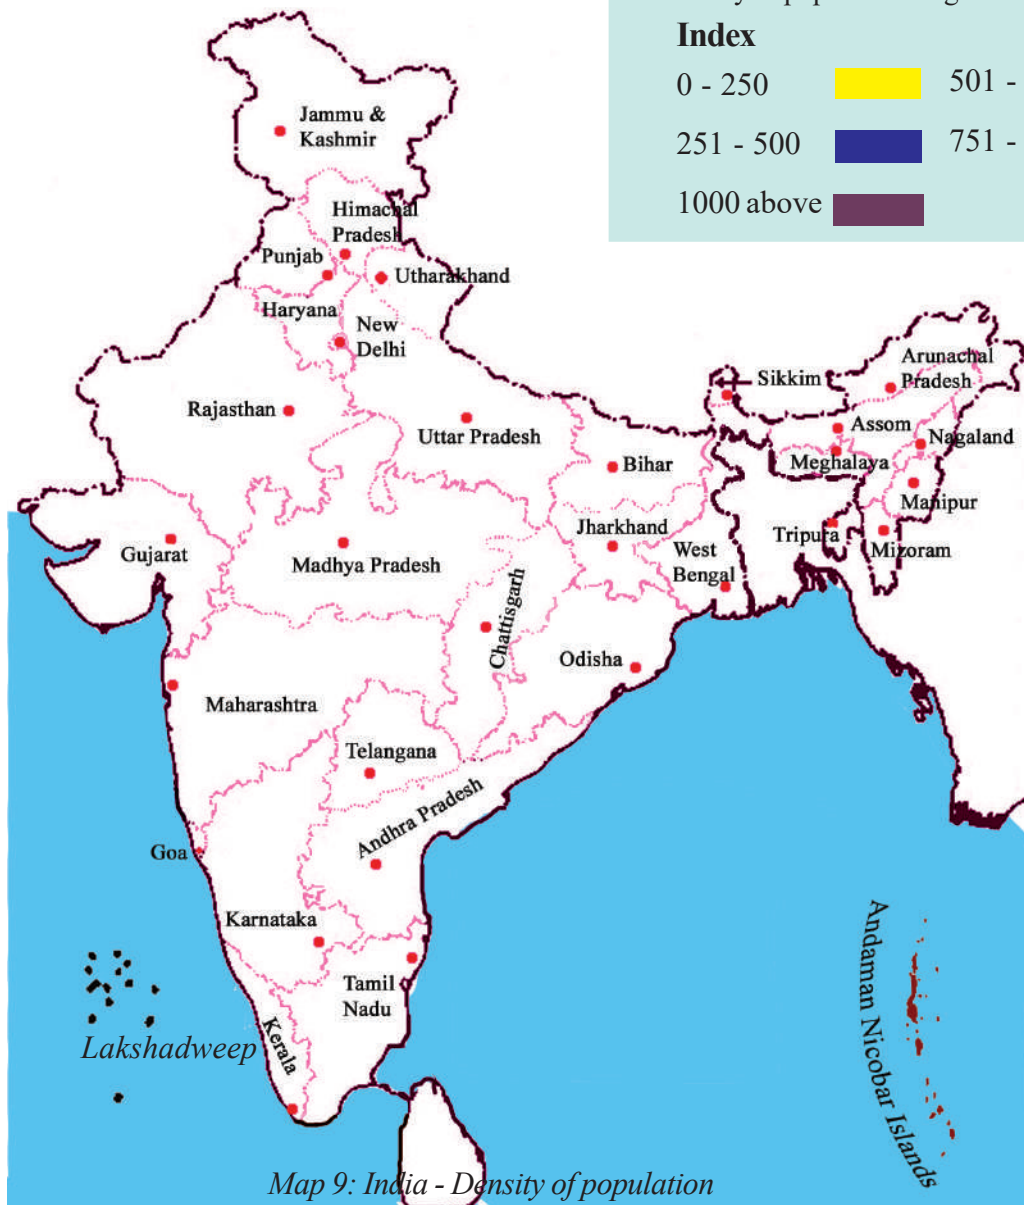 Index
0 - 250
501 -
251 - 500
751 -
1000 above
Jammu &
Kashmir
Himachal
Pradesh
Punjab
Utharakhand
Haryana
New
Delhi
Rajasthan
Uttar Pradesh
Sikkim
Arunachal
Pradesh
Assom
Nagaland
Meghalaya
Bihar
Manipur
Jharkhand
Tripura
Mizoram
West
Bengal
Gujarat
Madhya Pradesh
Chattisgarh
Odisha
Maharashtra
Telangana
Andhra Pradesh
Goa
Karnataka
Tamil
Nadu
Kerala
Lakshadweep
Andaman Nicobar Islands
Map 9: India - Density of population